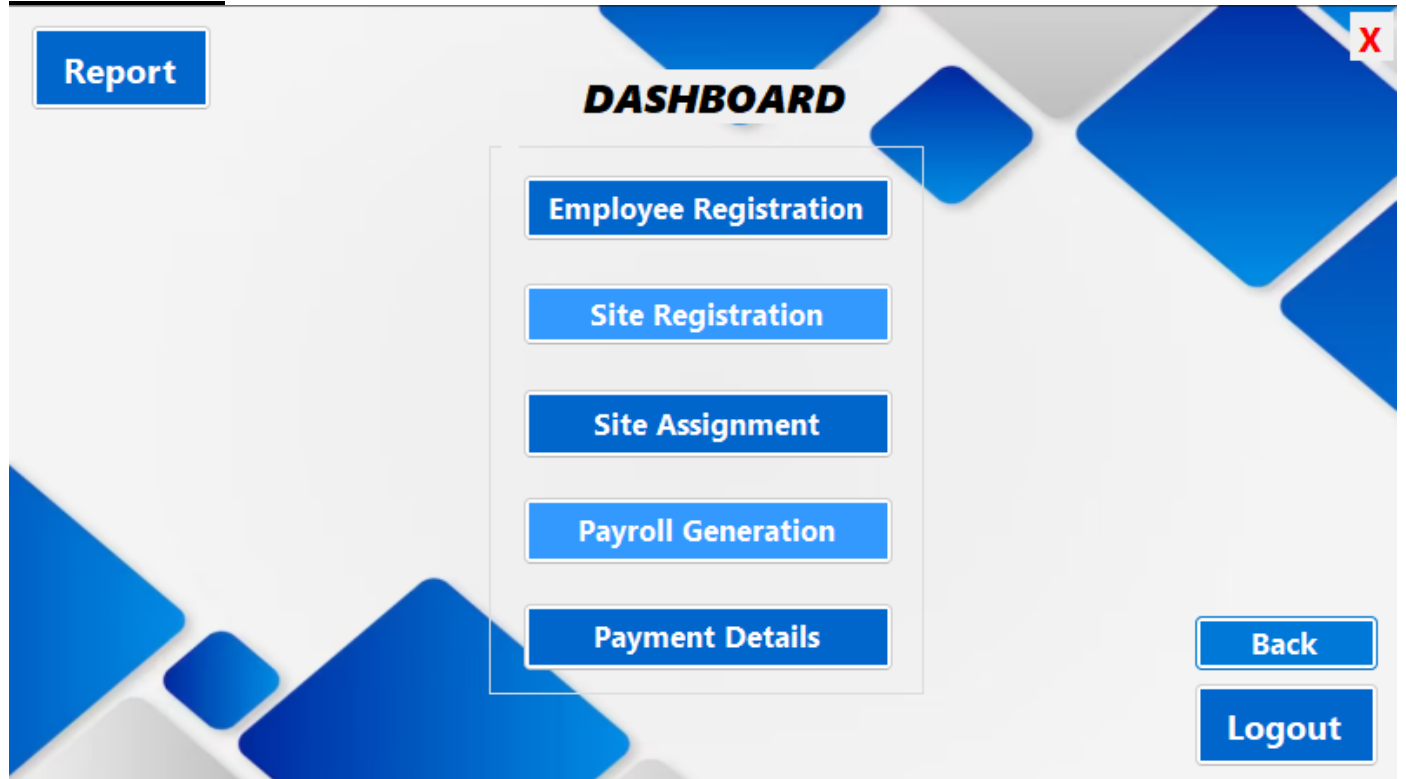 Report
X
DASHBOARD
Employee Registration
Site Registration
Site Assignment
Payroll Generation
Payment Details
Back
Logout